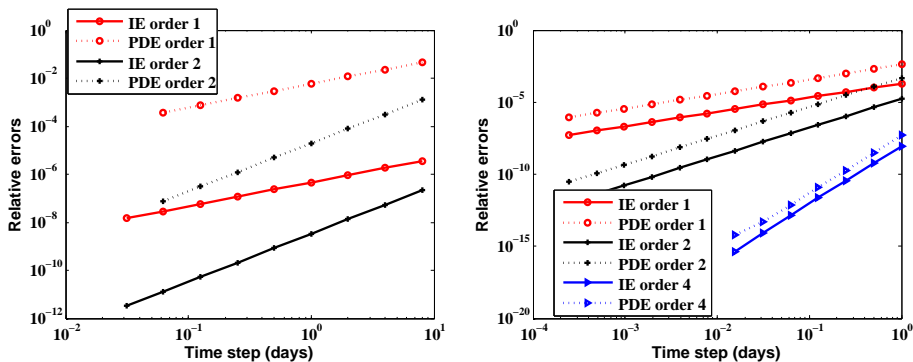 IE order 1
PDE order 1
IE order 2
PDE order 2
10^0
10^-2
10^-4
10^-6
10^-8
10^-10
10^-12
Relative errors
10^-2
10^-1
10^0
10^1
Time step (days)
10^0
10^-5
10^-10
10^-15
10^-20
Relative errors
IE order 1
PDE order 1
IE order 2
PDE order 2
IE order 4
PDE order 4
10^-4
10^-3
10^-2
10^-1
10^0
Time step (days)